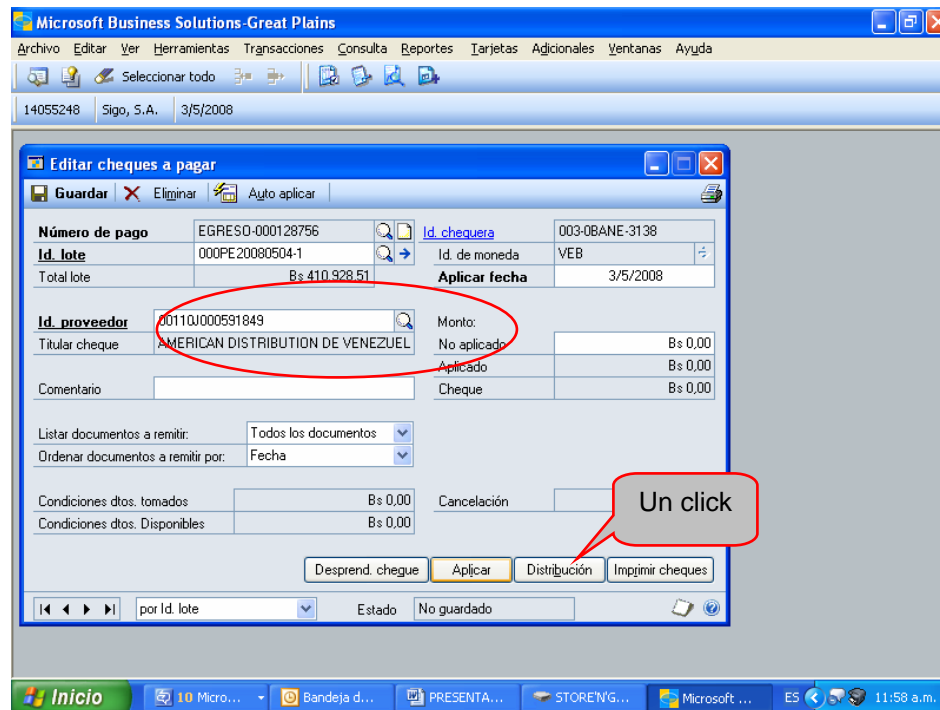 Microsoft Business Solutions-Great Plains
Archivo Editar Ver Herramientas Transacciones Consulta Reportes Tarjetas Adicionales Ventanas Ayuda
Seleccionar todo
14055248 Sigo, S.A. 3/5/2008
Editar cheques a pagar
Guardar Eliminar Auto aplicar
Número de pago EGRESO-000128756 Id. chequera 003-0BANE-3138
Id. lote 000PE20080504-1 Id. de moneda VEB
Total lote Bs 410.928,51 Aplicar fecha 3/5/2008
Id. proveedor 00110J000591849 Monto:
Titular cheque AMERICAN DISTRIBUTION DE VENEZUEL No aplicado Bs 0,00
Aplicado Bs 0,00
Comentario Cheque Bs 0,00
Listar documentos a remitir: Todos los documentos
Ordenar documentos a remitir por: Fecha
Condiciones dtos. tomados Bs 0,00 Cancelación
Condiciones dtos. Disponibles Bs 0,00
Un click
Desprend. cheque Aplicar Distribución Imprimir cheques
por Id. lote Estado No guardado
Inicio 10 Micro... Bandeja d... PRESENTA... STORE'N'G... Microsoft ... ES 11:58 a.m.